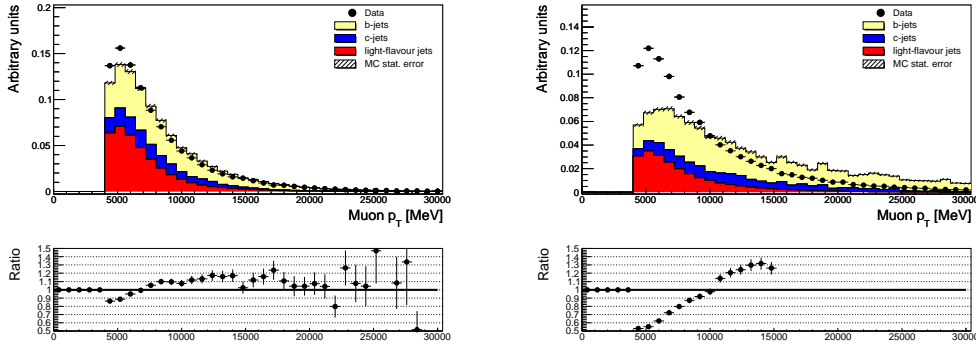 Arbitrary units
0.2
0.15
0.1
0.05
0
Data
b-jets
c-jets
light-flavour jets
MC stat. error
0 5000 10000 15000 20000 25000 30000
Muon p_T [MeV]
Ratio
1.5
1.4
1.3
1.2
1.1
1
0.9
0.8
0.7
0.6
0.5
0 5000 10000 15000 20000 25000 30000
Arbitrary units
0.14
0.12
0.1
0.08
0.06
0.04
0.02
0
Data
b-jets
c-jets
light-flavour jets
MC stat. error
0 5000 10000 15000 20000 25000 30000
Muon p_T [MeV]
Ratio
1.5
1.4
1.3
1.2
1.1
1
0.9
0.8
0.7
0.6
0.5
0 5000 10000 15000 20000 25000 30000